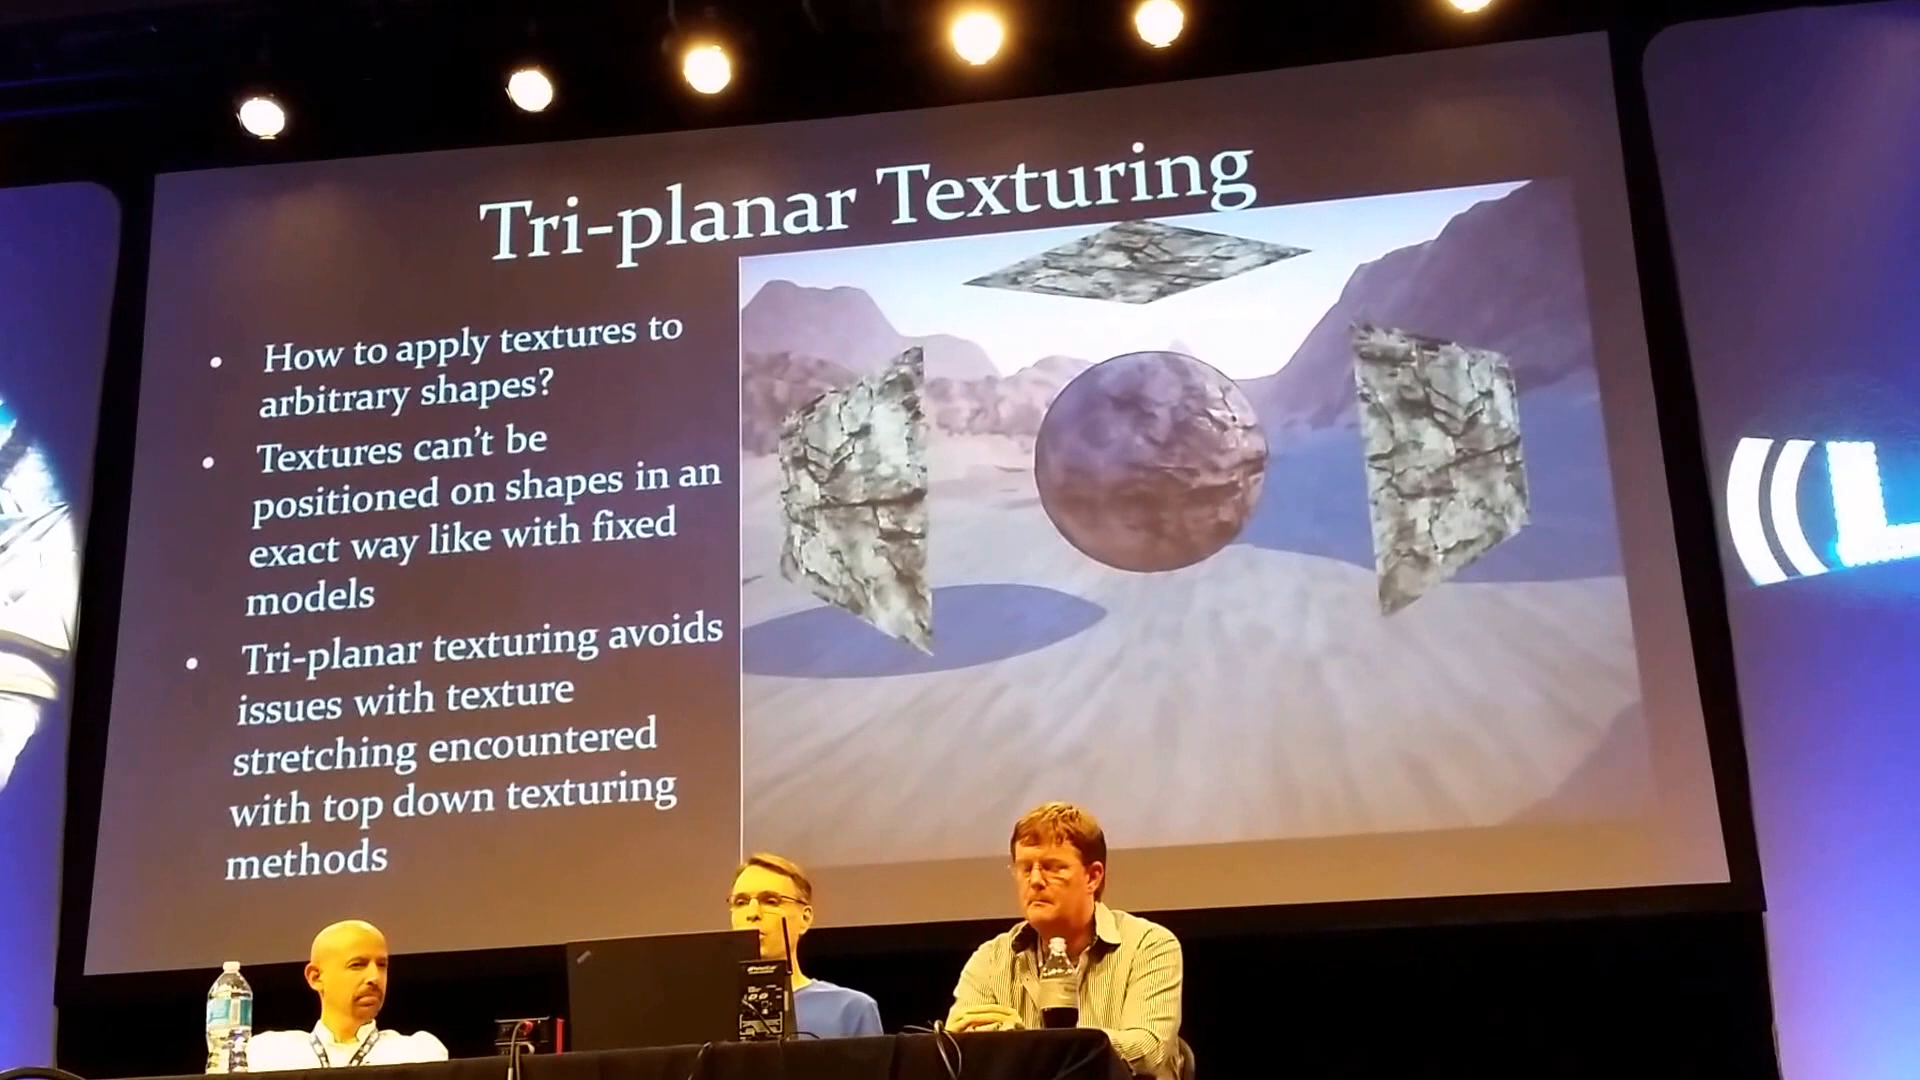 Tri-planar Texturing
• How to apply textures to
arbitrary shapes?
• Textures can't be
positioned on shapes in an
exact way like with fixed
models
• Tri-planar texturing avoids
issues with texture
stretching encountered
with top down texturing
methods
L